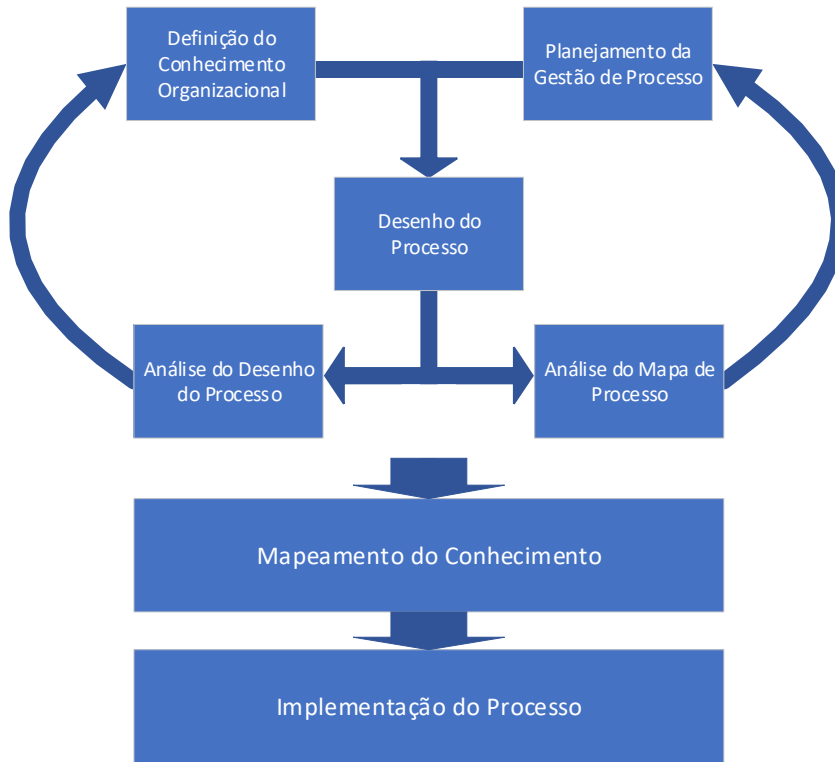 Definição do
Conhecimento
Organizacional
Planejamento da
Gestão de Processo
Desenho do
Processo
Análise do Desenho
do Processo
Análise do Mapa de
Processo
Mapeamento do Conhecimento
Implementação do Processo